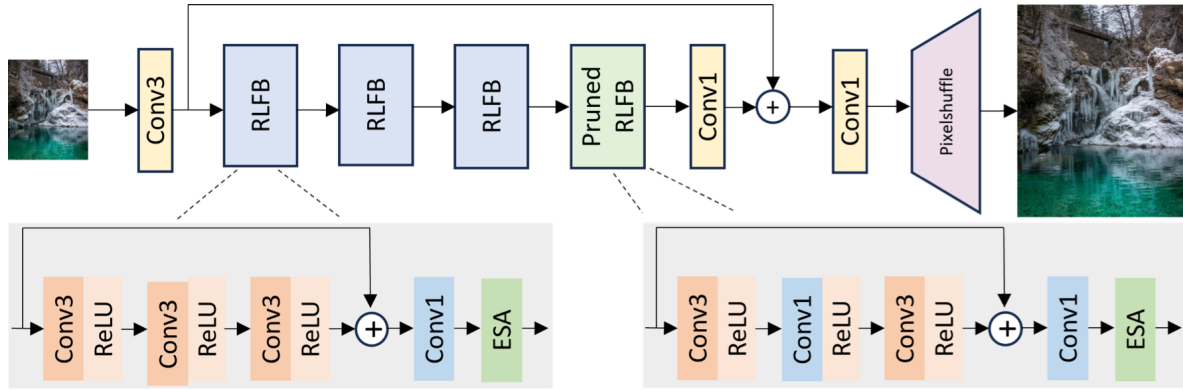 Conv3
RLFB
RLFB
RLFB
Pruned
RLFB
Conv1
+
Conv1
Pixelshuffle
Conv3
ReLU
Conv3
ReLU
Conv3
ReLU
+
Conv1
ESA
Conv3
ReLU
Conv1
ReLU
Conv3
ReLU
+
Conv1
ESA